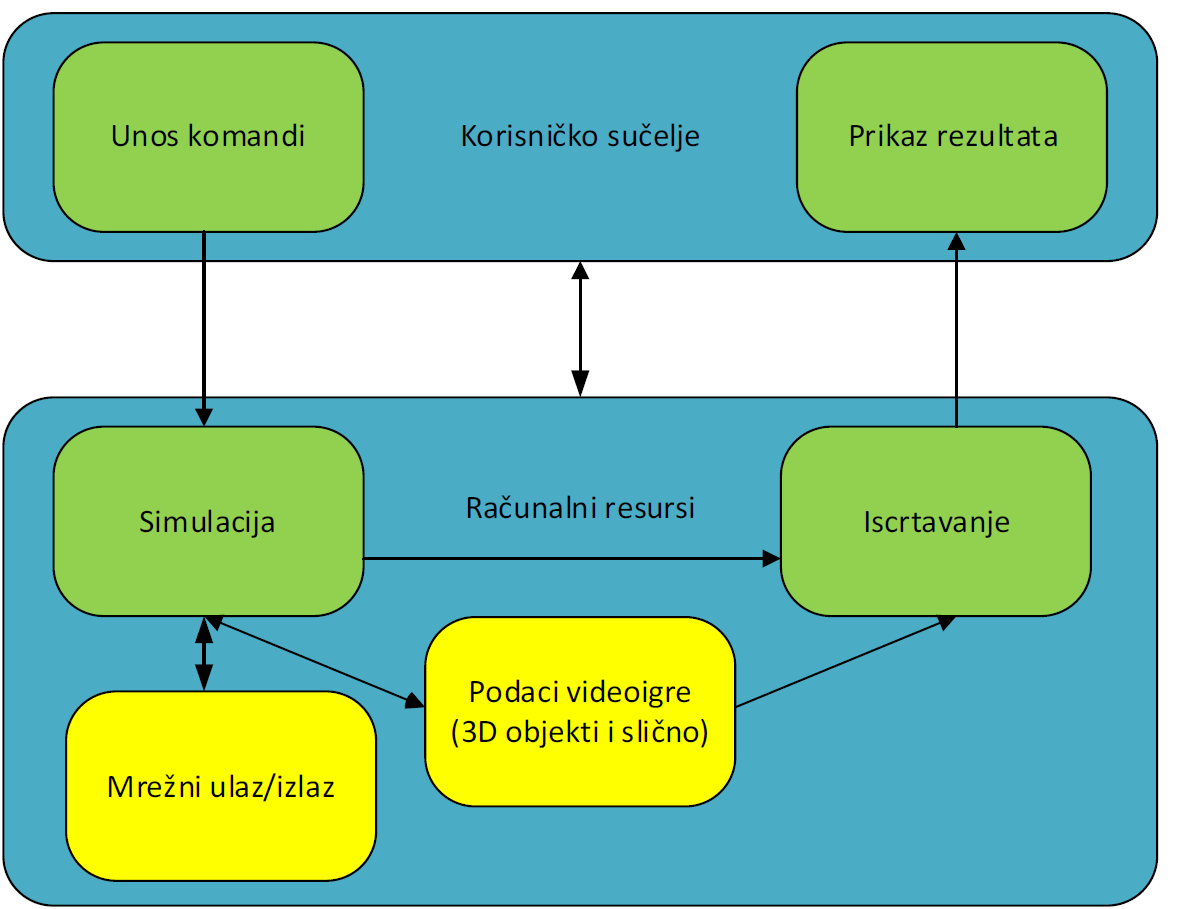 Unos komandi
Korisničko sučelje
Prikaz rezultata
Simulacija
Računalni resursi
Iscrtavanje
Podaci videoigre
(3D objekti i slično)
Mrežni ulaz/izlaz